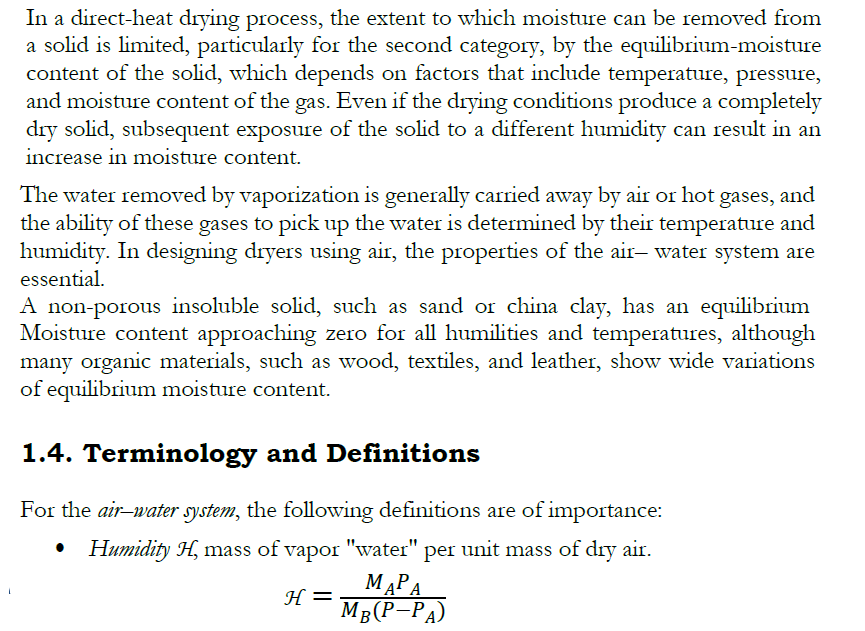 In a direct-heat drying process, the extent to which moisture can be removed from
a solid is limited, particularly for the second category, by the equilibrium-moisture
content of the solid, which depends on factors that include temperature, pressure,
and moisture content of the gas. Even if the drying conditions produce a completely
dry solid, subsequent exposure of the solid to a different humidity can result in an
increase in moisture content.
The water removed by vaporization is generally carried away by air or hot gases, and
the ability of these gases to pick up the water is determined by their temperature and
humidity. In designing dryers using air, the properties of the air– water system are
essential.
A non-porous insoluble solid, such as sand or china clay, has an equilibrium
Moisture content approaching zero for all humilities and temperatures, although
many organic materials, such as wood, textiles, and leather, show wide variations
of equilibrium moisture content.
1.4. Terminology and Definitions
For the air–water system, the following definitions are of importance:
• Humidity ℋ, mass of vapor "water" per unit mass of dry air.
ℋ = M_A P_A / M_B(P−P_A)